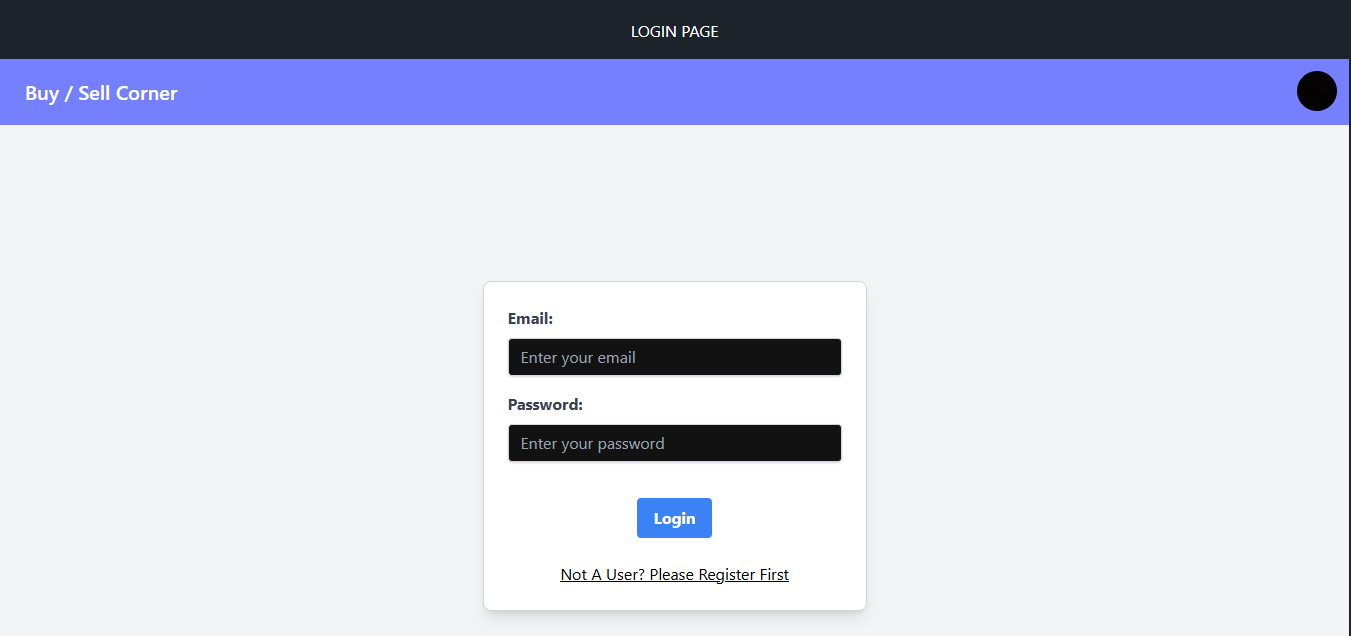 LOGIN PAGE
Buy / Sell Corner
Email:
Enter your email
Password:
Enter your password
Login
Not A User? Please Register First